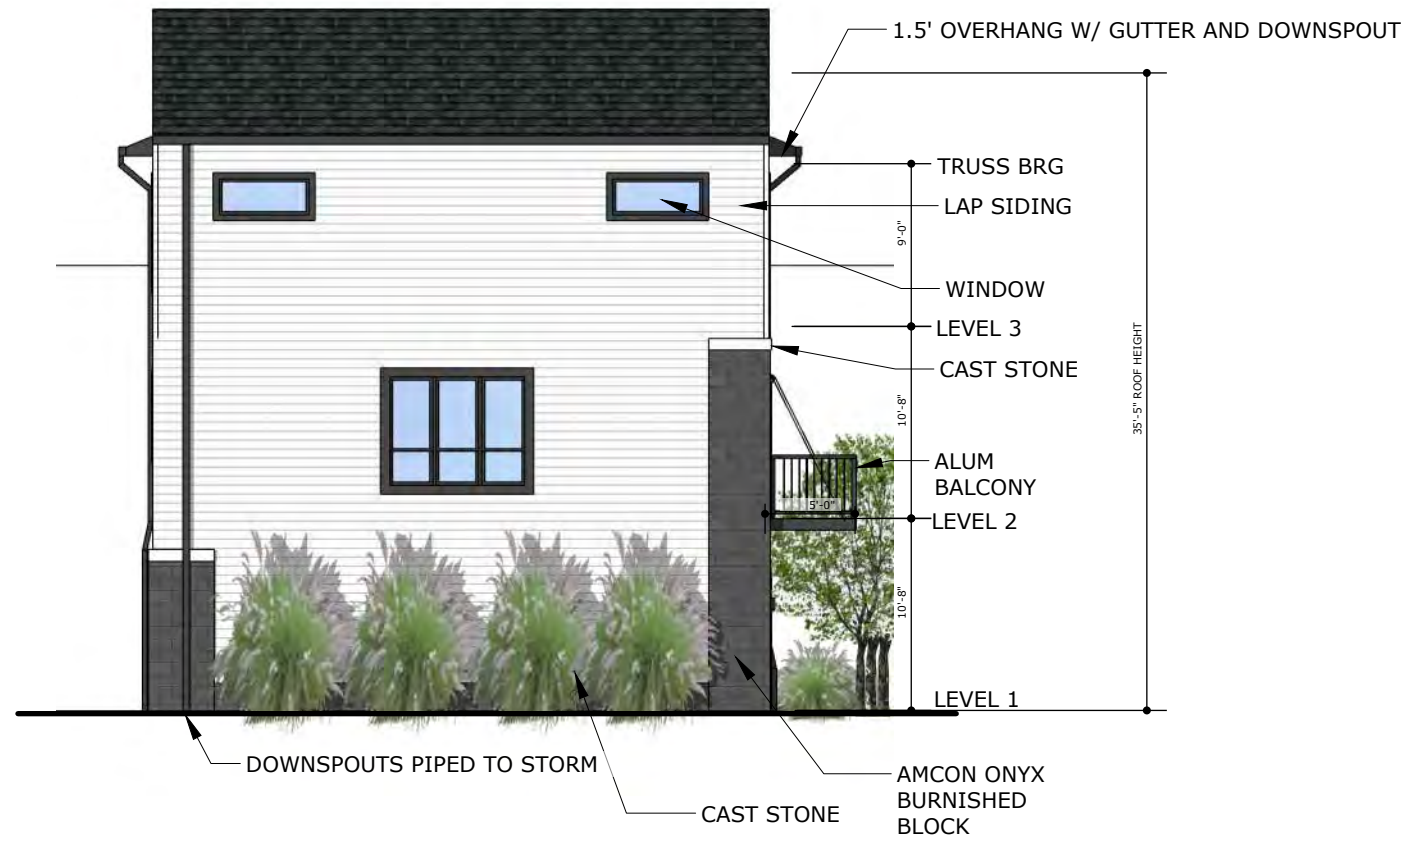 1.5' OVERHANG W/ GUTTER AND DOWNSPOUT
TRUSS BRG
LAP SIDING
9'-0"
WINDOW
LEVEL 3
CAST STONE
35'-5" ROOF HEIGHT
10'-8"
ALUM
BALCONY
5'-0"
LEVEL 2
10'-8"
LEVEL 1
DOWNSPOUTS PIPED TO STORM
AMCON ONYX
BURNISHED
BLOCK
CAST STONE